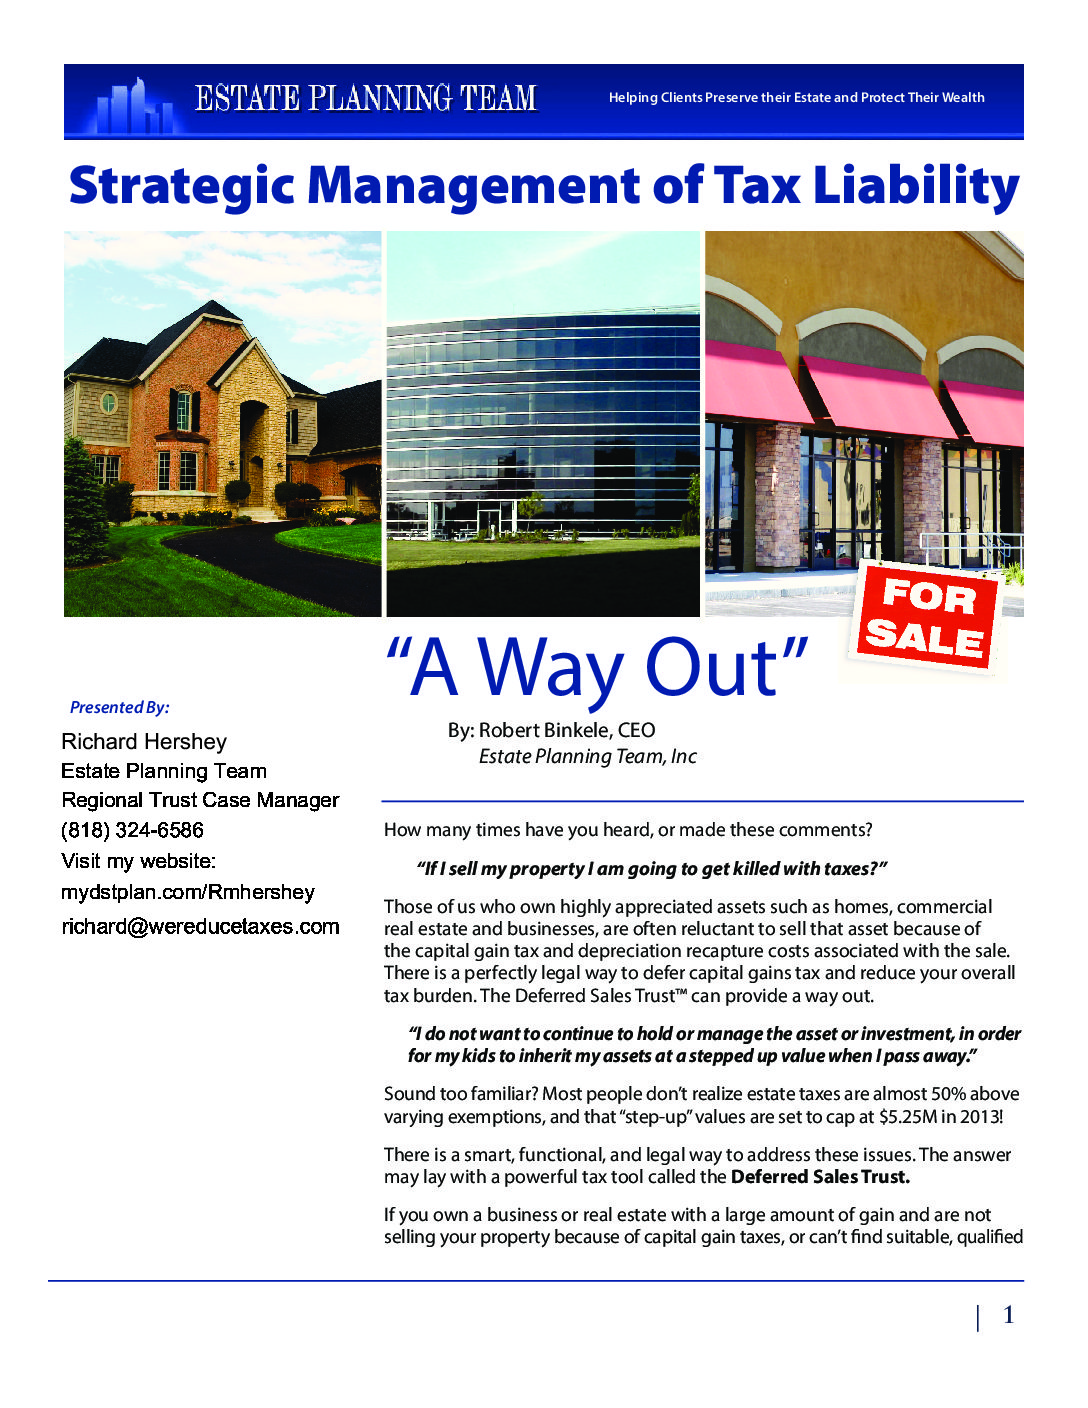 ESTATE PLANNING TEAM
Helping Clients Preserve their Estate and Protect Their Wealth
Strategic Management of Tax Liability
FOR
SALE
“A Way Out”
By: Robert Binkele, CEO
Estate Planning Team, Inc
Presented By:
Richard Hershey
Estate Planning Team
Regional Trust Case Manager
(818) 324-6586
Visit my website:
mydstplan.com/Rmhershey
richard@wereducetaxes.com
How many times have you heard, or made these comments?
“If I sell my property I am going to get killed with taxes?”
Those of us who own highly appreciated assets such as homes, commercial
real estate and businesses, are often reluctant to sell that asset because of
the capital gain tax and depreciation recapture costs associated with the sale.
There is a perfectly legal way to defer capital gains tax and reduce your overall
tax burden. The Deferred Sales Trust™ can provide a way out.
“I do not want to continue to hold or manage the asset or investment, in order
for my kids to inherit my assets at a stepped up value when I pass away.”
Sound too familiar? Most people don’t realize estate taxes are almost 50% above
varying exemptions, and that “step-up” values are set to cap at $5.25M in 2013!
There is a smart, functional, and legal way to address these issues. The answer
may lay with a powerful tax tool called the Deferred Sales Trust.
If you own a business or real estate with a large amount of gain and are not
selling your property because of capital gain taxes, or can’t find suitable, qualified
| 1